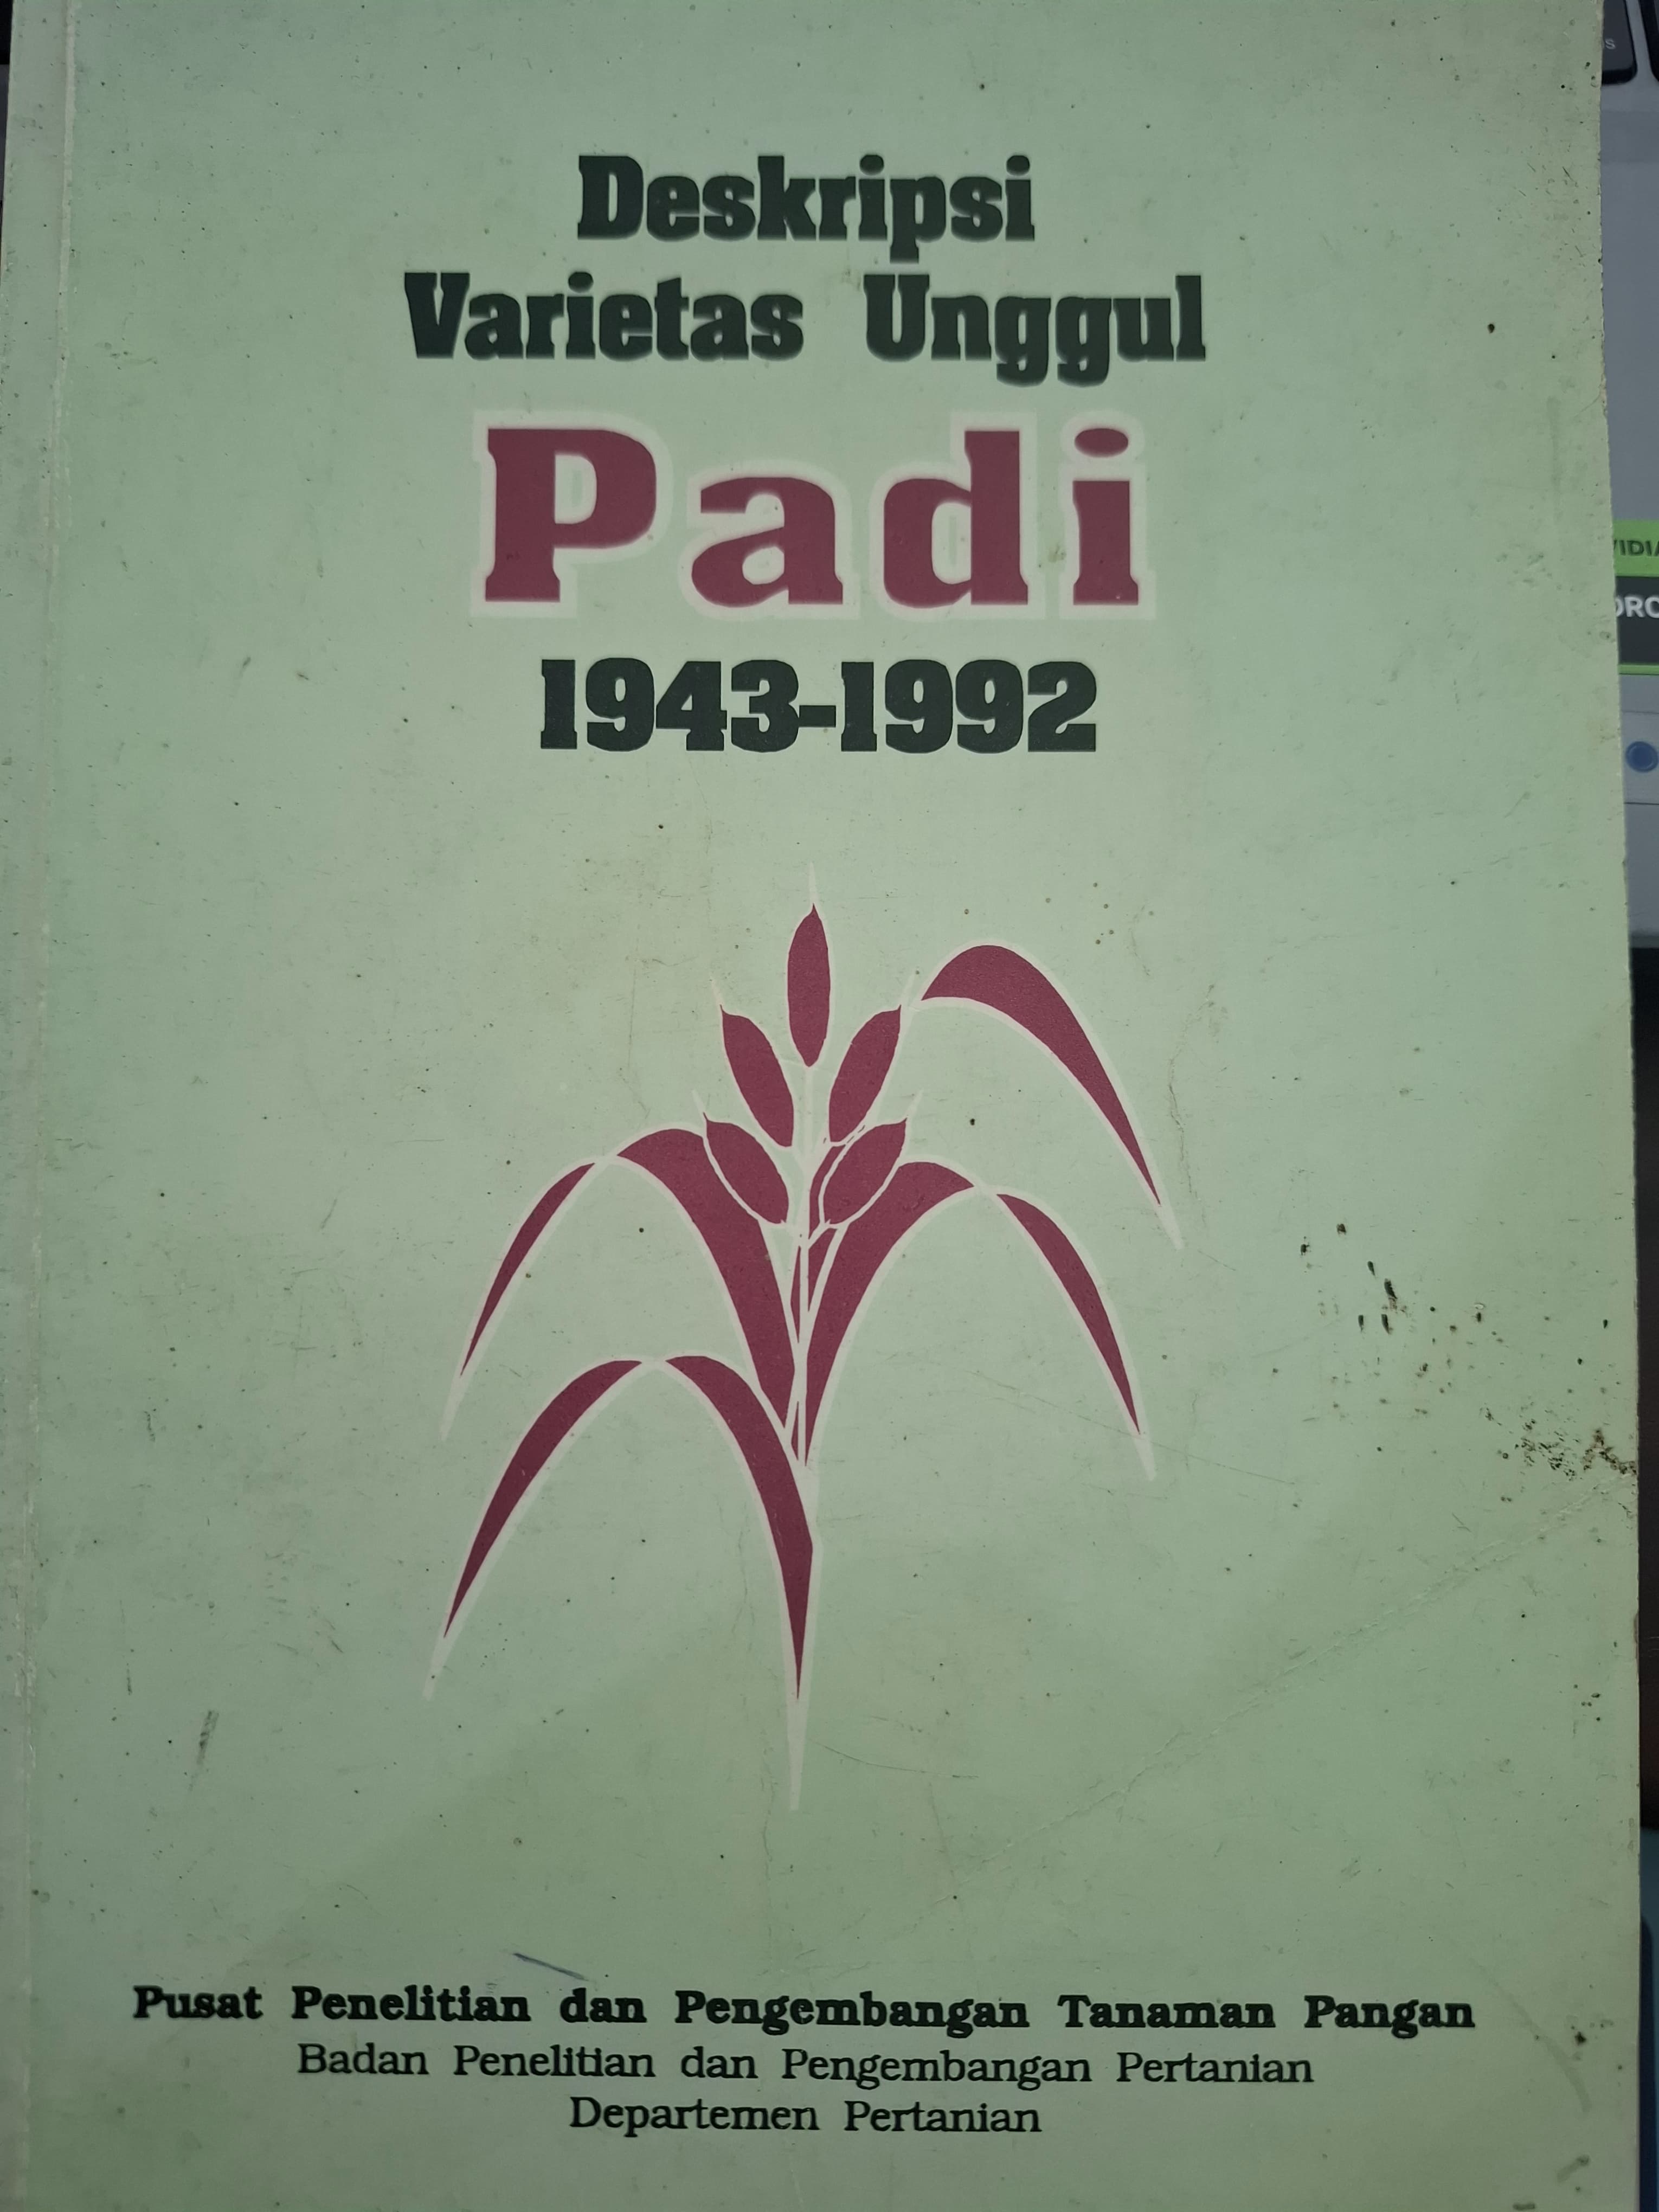 Deskripsi
Varietas Unggul
Padi
1943-1992
Pusat Penelitian dan Pengembangan Tanaman Pangan
Badan Penelitian dan Pengembangan Pertanian
Departemen Pertanian